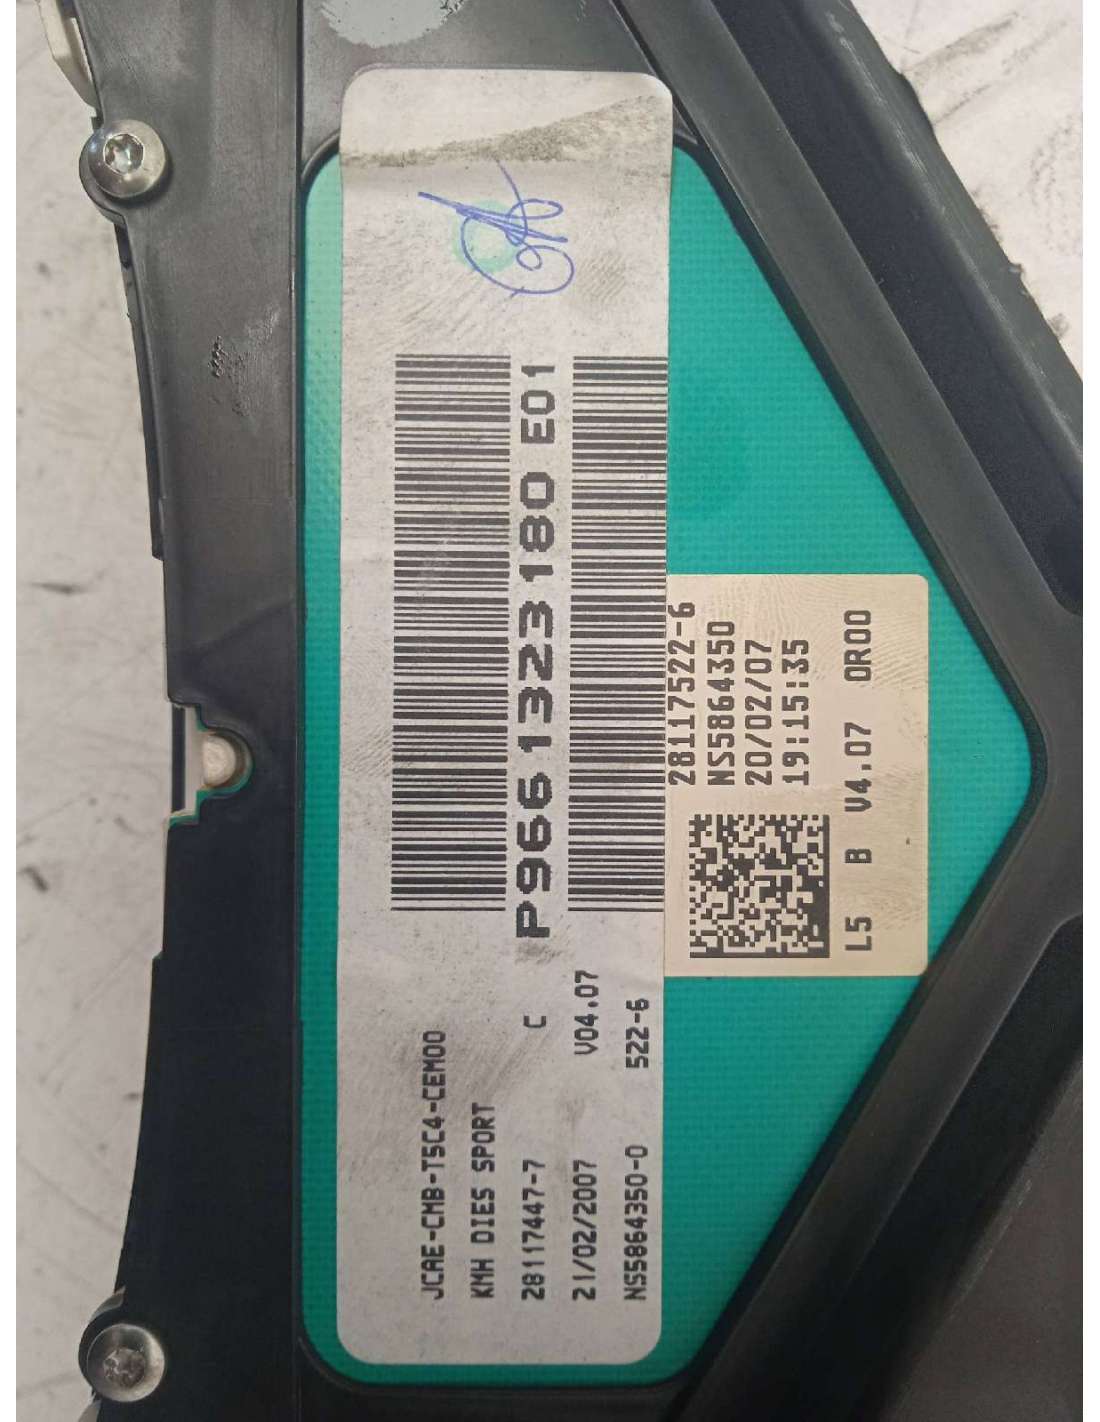 JCAE-CMB-T5C4-CEM00
KMH DIES SPORT
28117447-7 C P9661323180 E01
21/02/2007 V04.07
NS5864350-0 522-6
28117522-6
NS5864350
20/02/07
19:15:35
L5 B V4.07 0R00